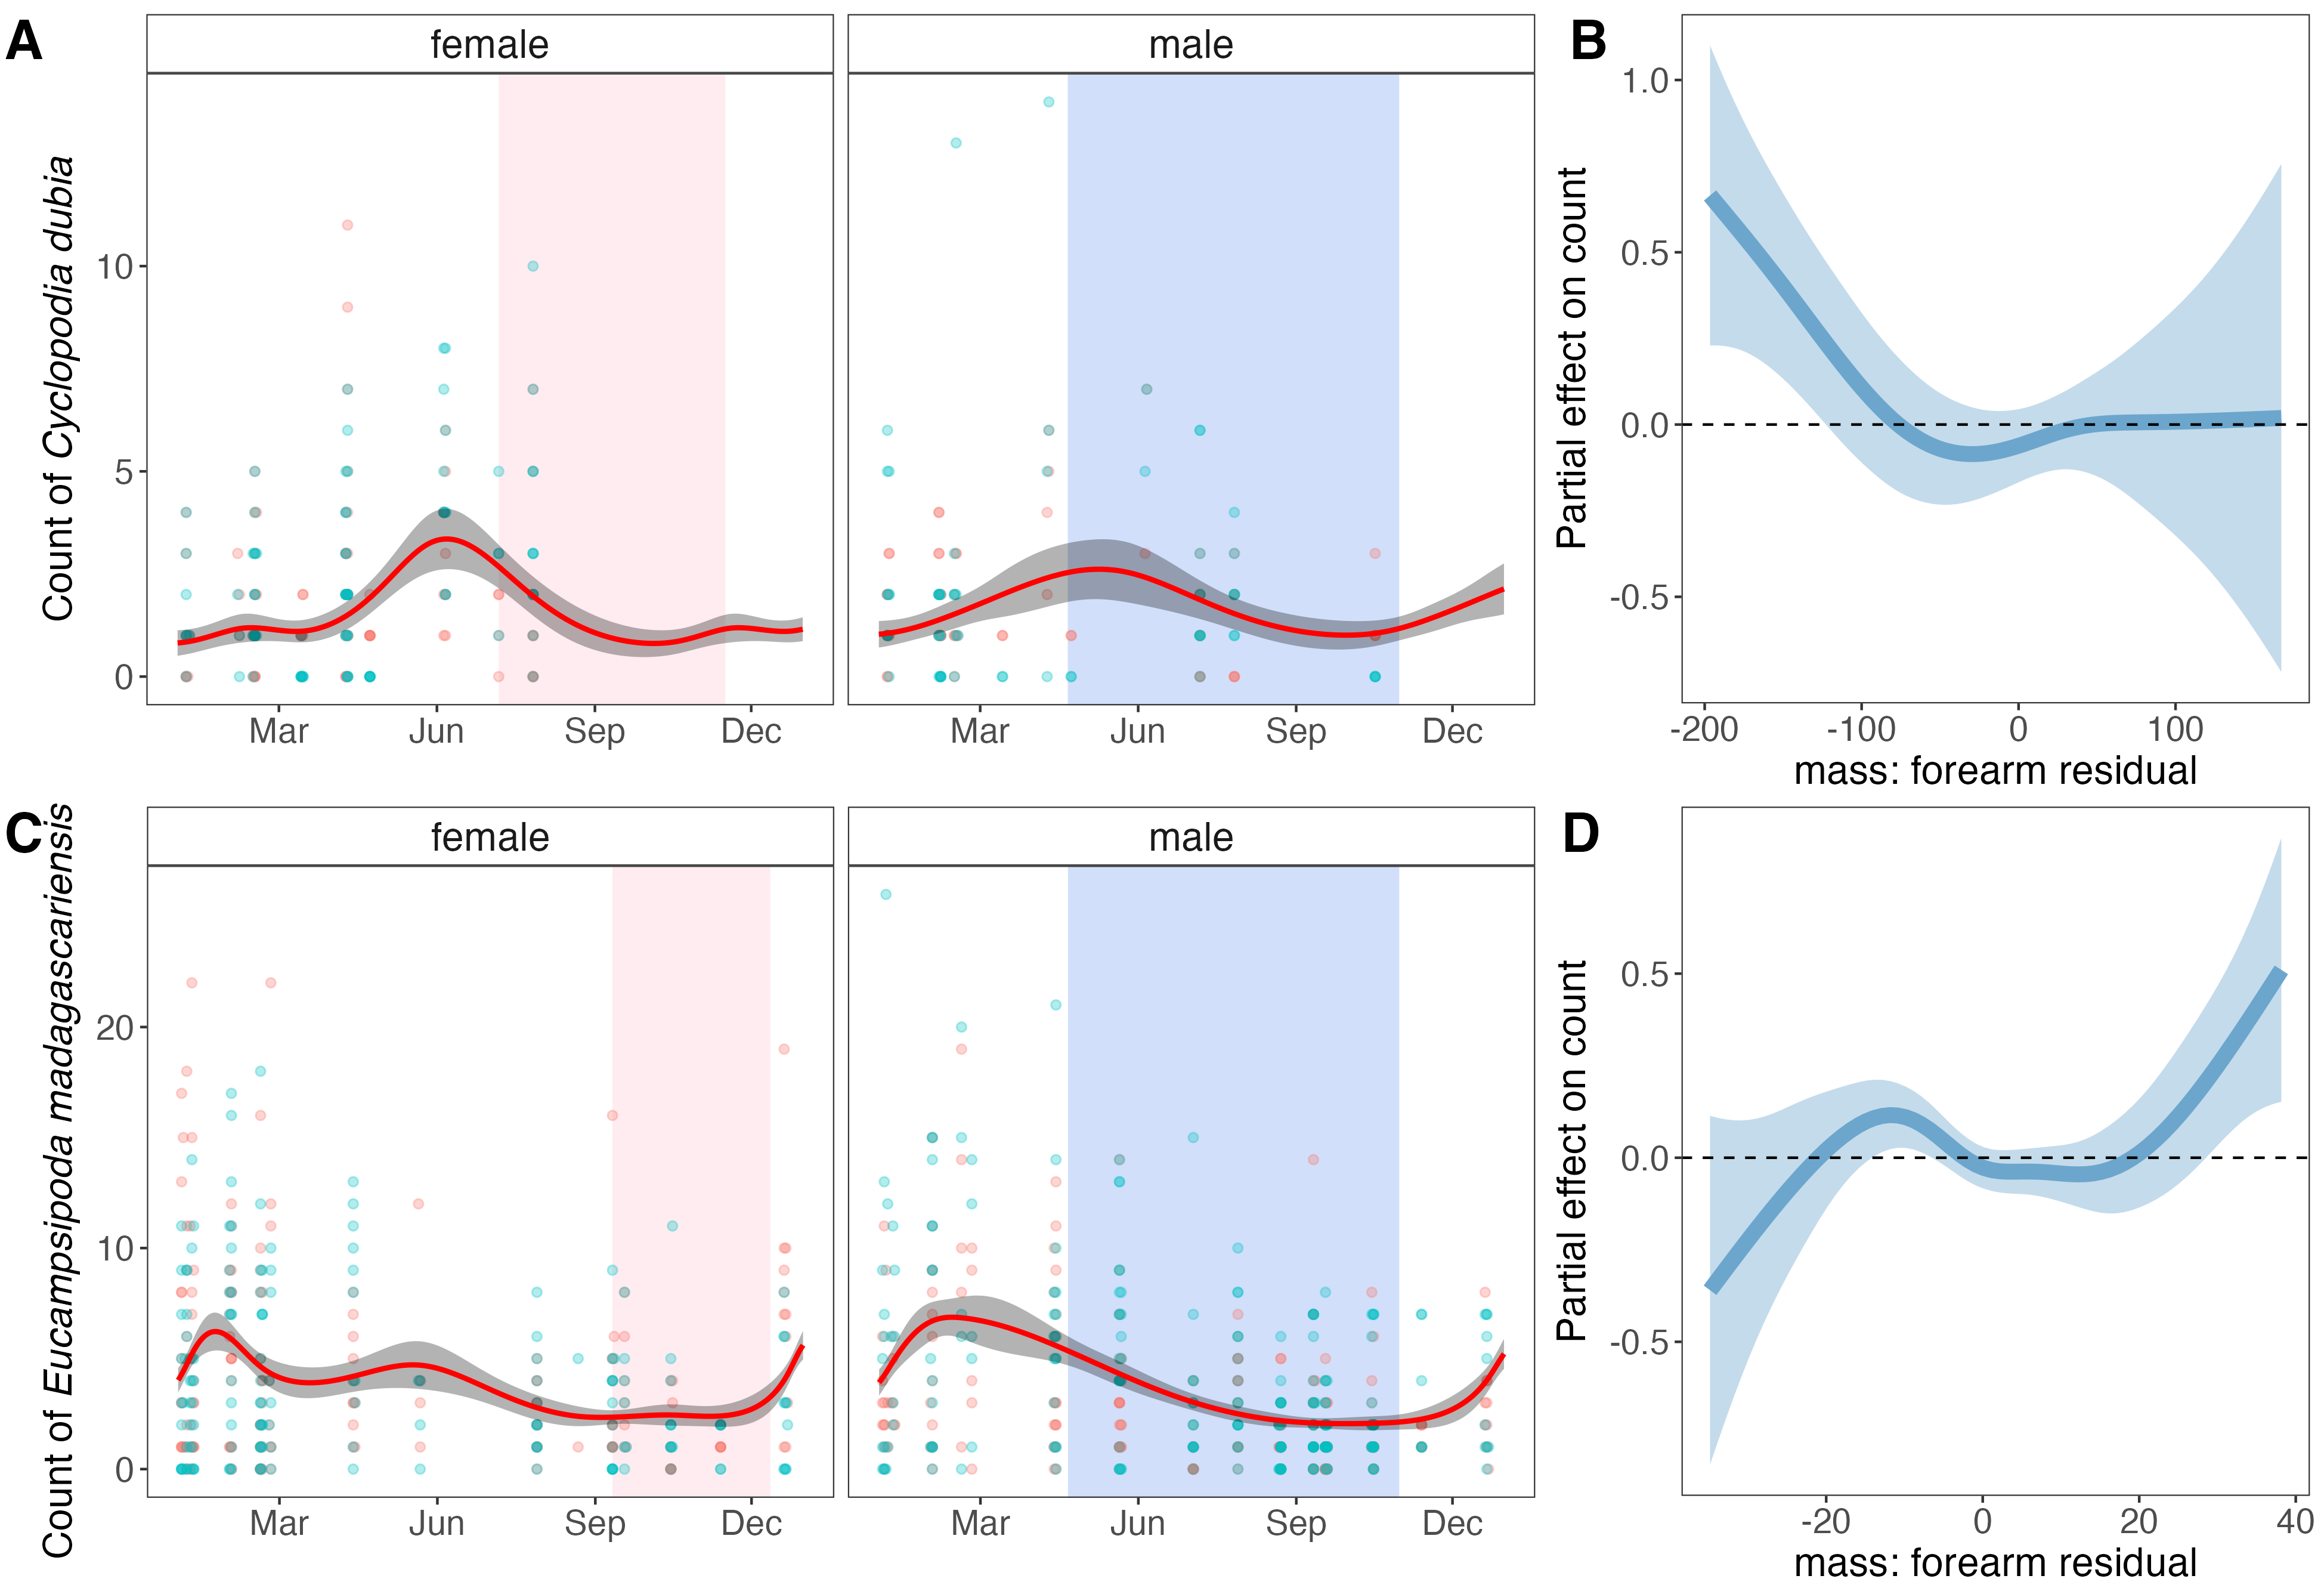 A
female
male
Count of Cyclopodia dubia
10
5
0
Mar Jun Sep Dec
Mar Jun Sep Dec
B
Partial effect on count
1.0
0.5
0.0
-0.5
-200 -100 0 100
mass: forearm residual
C
female
male
Count of Eucampsipoda madagascariensis
20
10
0
Mar Jun Sep Dec
Mar Jun Sep Dec
D
Partial effect on count
0.5
0.0
-0.5
-20 0 20 40
mass: forearm residual